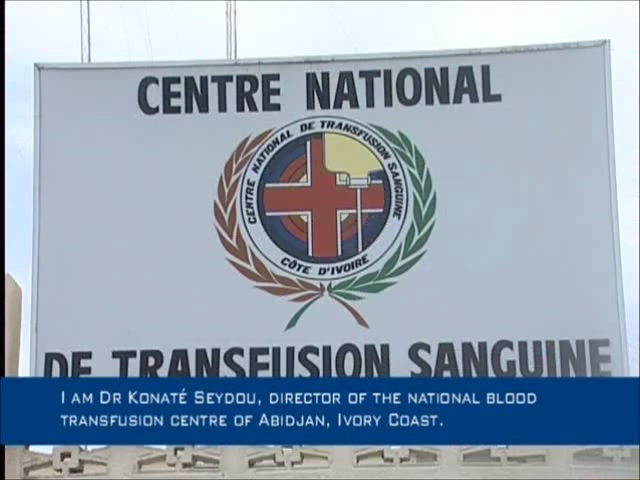 CENTRE NATIONAL
CENTRE NATIONAL DE TRANSFUSION SANGUINE
CÔTE D'IVOIRE
DE TRANSFUSION SANGUINE
I AM DR KONATÉ SEYDOU, DIRECTOR OF THE NATIONAL BLOOD
TRANSFUSION CENTRE OF ABIDJAN, IVORY COAST.